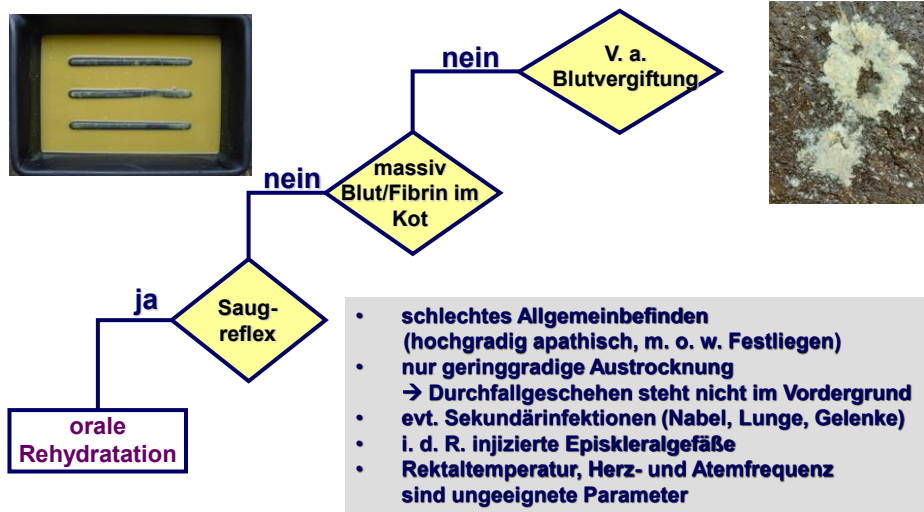 nein
V. a.
Blutvergiftung
nein
massiv
Blut/Fibrin im
Kot
ja
Saug-
reflex
orale
Rehydratation
• schlechtes Allgemeinbefinden
(hochgradig apathisch, m. o. w. Festliegen)
• nur geringgradige Austrocknung
→ Durchfallgeschehen steht nicht im Vordergrund
• evt. Sekundärinfektionen (Nabel, Lunge, Gelenke)
• i. d. R. injizierte Episkleralgefäße
• Rektaltemperatur, Herz- und Atemfrequenz
sind ungeeignete Parameter